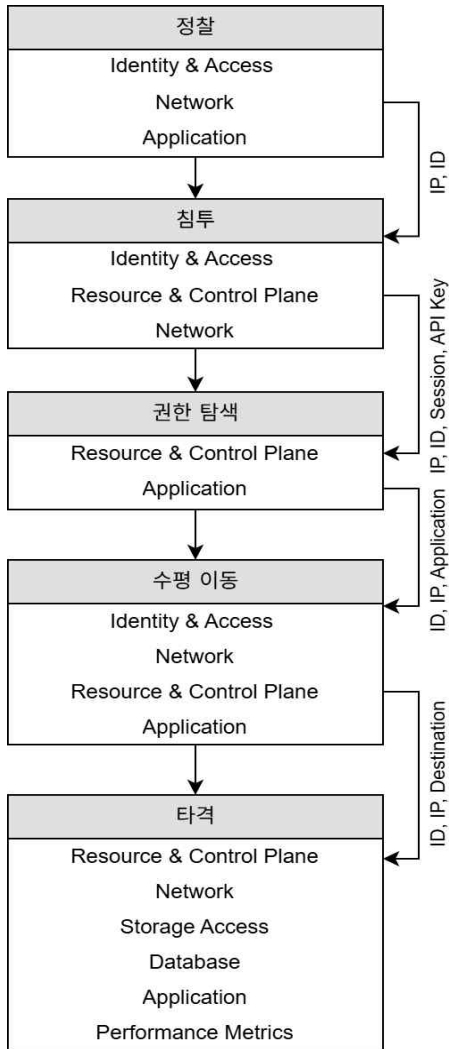 정찰
Identity & Access
Network
Application
IP, ID
침투
Identity & Access
Resource & Control Plane
Network
IP, ID, Session, API Key
권한 탐색
Resource & Control Plane
Application
ID, IP, Application
수평 이동
Identity & Access
Network
Resource & Control Plane
Application
ID, IP, Destination
타격
Resource & Control Plane
Network
Storage Access
Database
Application
Performance Metrics